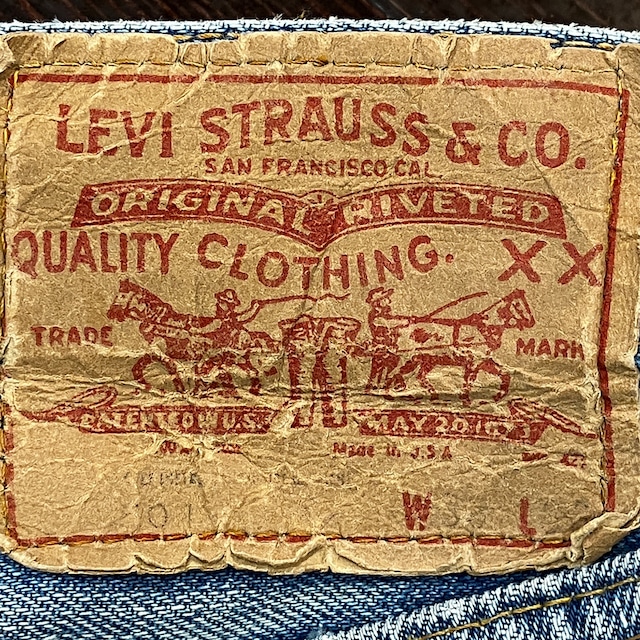 LEVI STRAUSS & CO.
SAN FRANCISCO CAL.
ORIGINAL RIVETED
QUALITY CLOTHING. XX
TRADE MARK
PATENTED IN U.S. MAY 20 1873
Made in U.S.A
W L